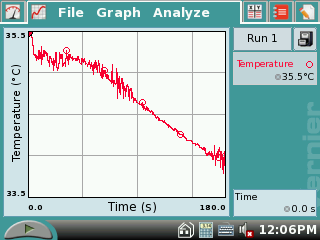 File Graph Analyze
35.5
Temperature (°C)
33.5
0.0
Time (s)
180.0
Run 1
Temperature
35.5°C
Time
0.0 s
12:06PM